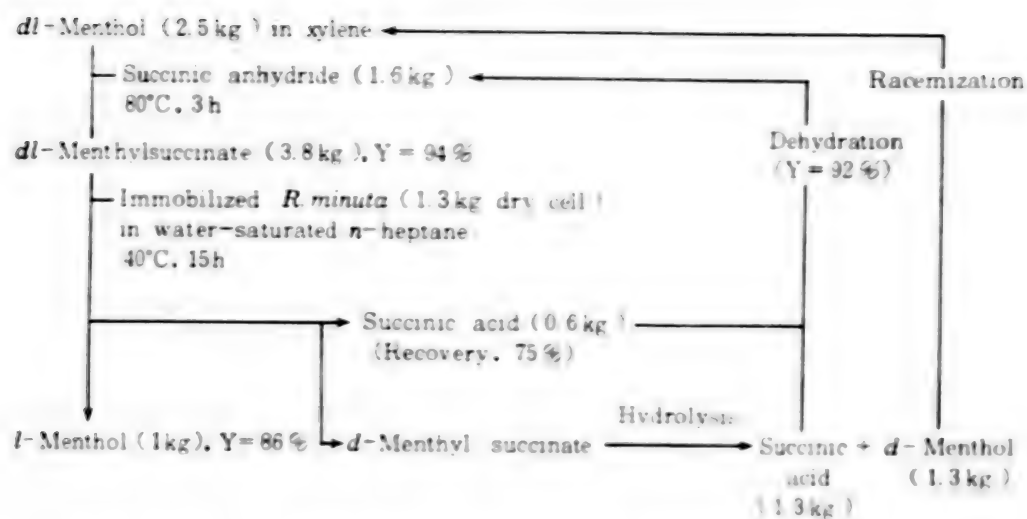 dl-Menthol (2.5 kg) in xylene
Succinic anhydride (1.6 kg)
80°C. 3 h
Racemization
dl-Menthylsuccinate (3.8 kg). Y = 94 %
Dehydration
(Y = 92 %)
Immobilized R. minuta (1.3 kg dry cell)
in water-saturated n-heptane
40°C. 15 h
Succinic acid (0.6 kg)
(Recovery. 75 %)
Hydrolysis
l-Menthol (1 kg). Y = 86 %
d-Menthyl succinate
Succinic + d-Menthol
acid (1.3 kg)
(1.3 kg)